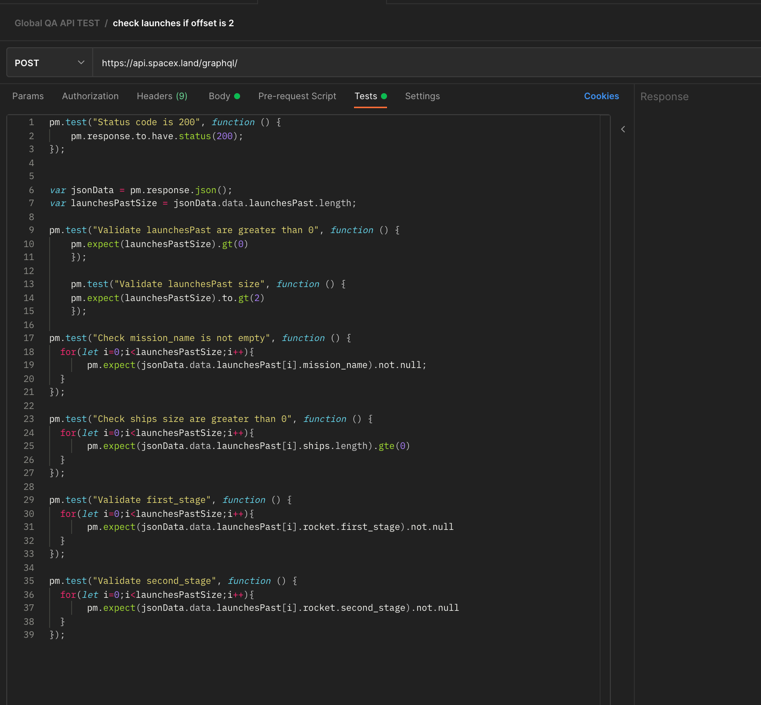 Global QA API TEST / check launches if offset is 2
POST https://api.spacex.land/graphql/
Params Authorization Headers (9) Body Pre-request Script Tests Settings Cookies Response
1 pm.test("Status code is 200", function () {
2 pm.response.to.have.status(200);
3 });
4
5
6 var jsonData = pm.response.json();
7 var launchesPastSize = jsonData.data.launchesPast.length;
8
9 pm.test("Validate launchesPast are greater than 0", function () {
10 pm.expect(launchesPastSize).gt(0)
11 });
12
13 pm.test("Validate launchesPast size", function () {
14 pm.expect(launchesPastSize).to.gt(2)
15 });
16
17 pm.test("Check mission_name is not empty", function () {
18 for(let i=0;i<launchesPastSize;i++){
19 pm.expect(jsonData.data.launchesPast[i].mission_name).not.null;
20 }
21 });
22
23 pm.test("Check ships size are greater than 0", function () {
24 for(let i=0;i<launchesPastSize;i++){
25 pm.expect(jsonData.data.launchesPast[i].ships.length).gte(0)
26 }
27 });
28
29 pm.test("Validate first_stage", function () {
30 for(let i=0;i<launchesPastSize;i++){
31 pm.expect(jsonData.data.launchesPast[i].rocket.first_stage).not.null
32 }
33 });
34
35 pm.test("Validate second_stage", function () {
36 for(let i=0;i<launchesPastSize;i++){
37 pm.expect(jsonData.data.launchesPast[i].rocket.second_stage).not.null
38 }
39 });